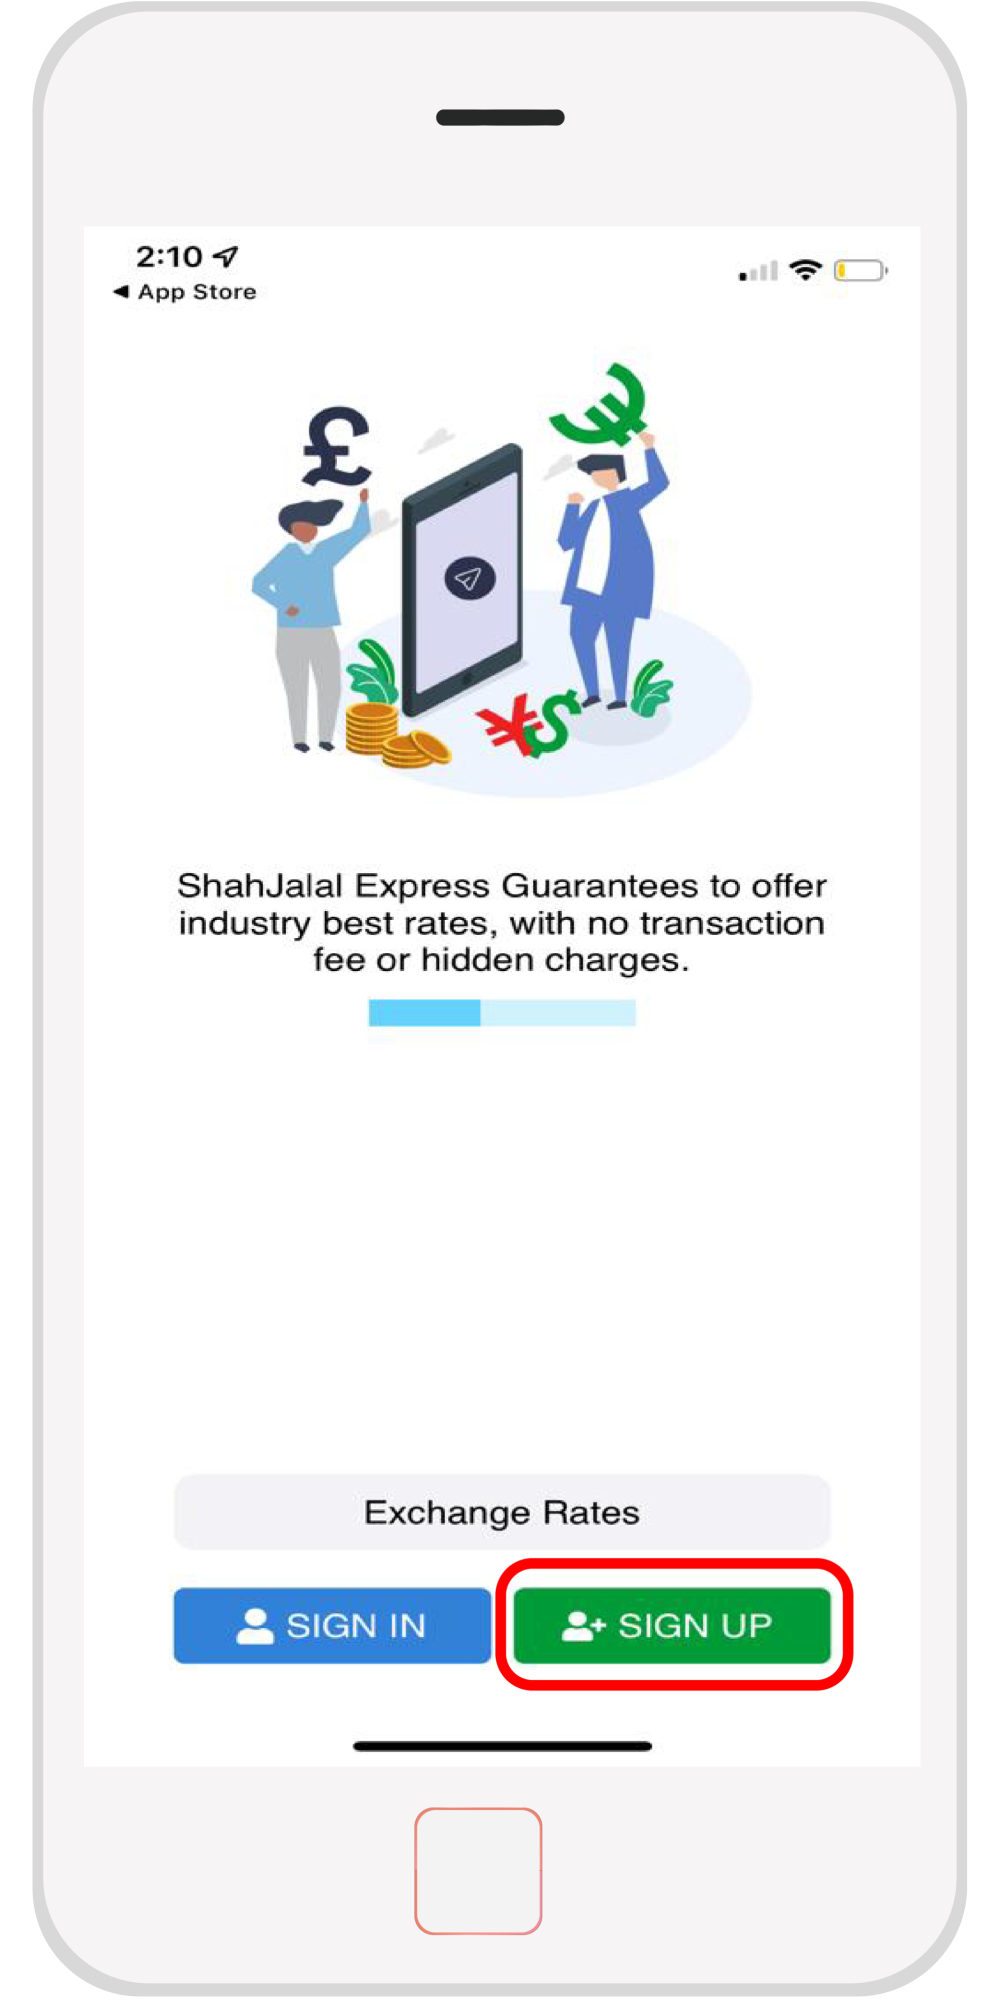 2:10
◀ App Store
£
€
¥$
ShahJalal Express Guarantees to offer
industry best rates, with no transaction
fee or hidden charges.
Exchange Rates
SIGN IN
SIGN UP